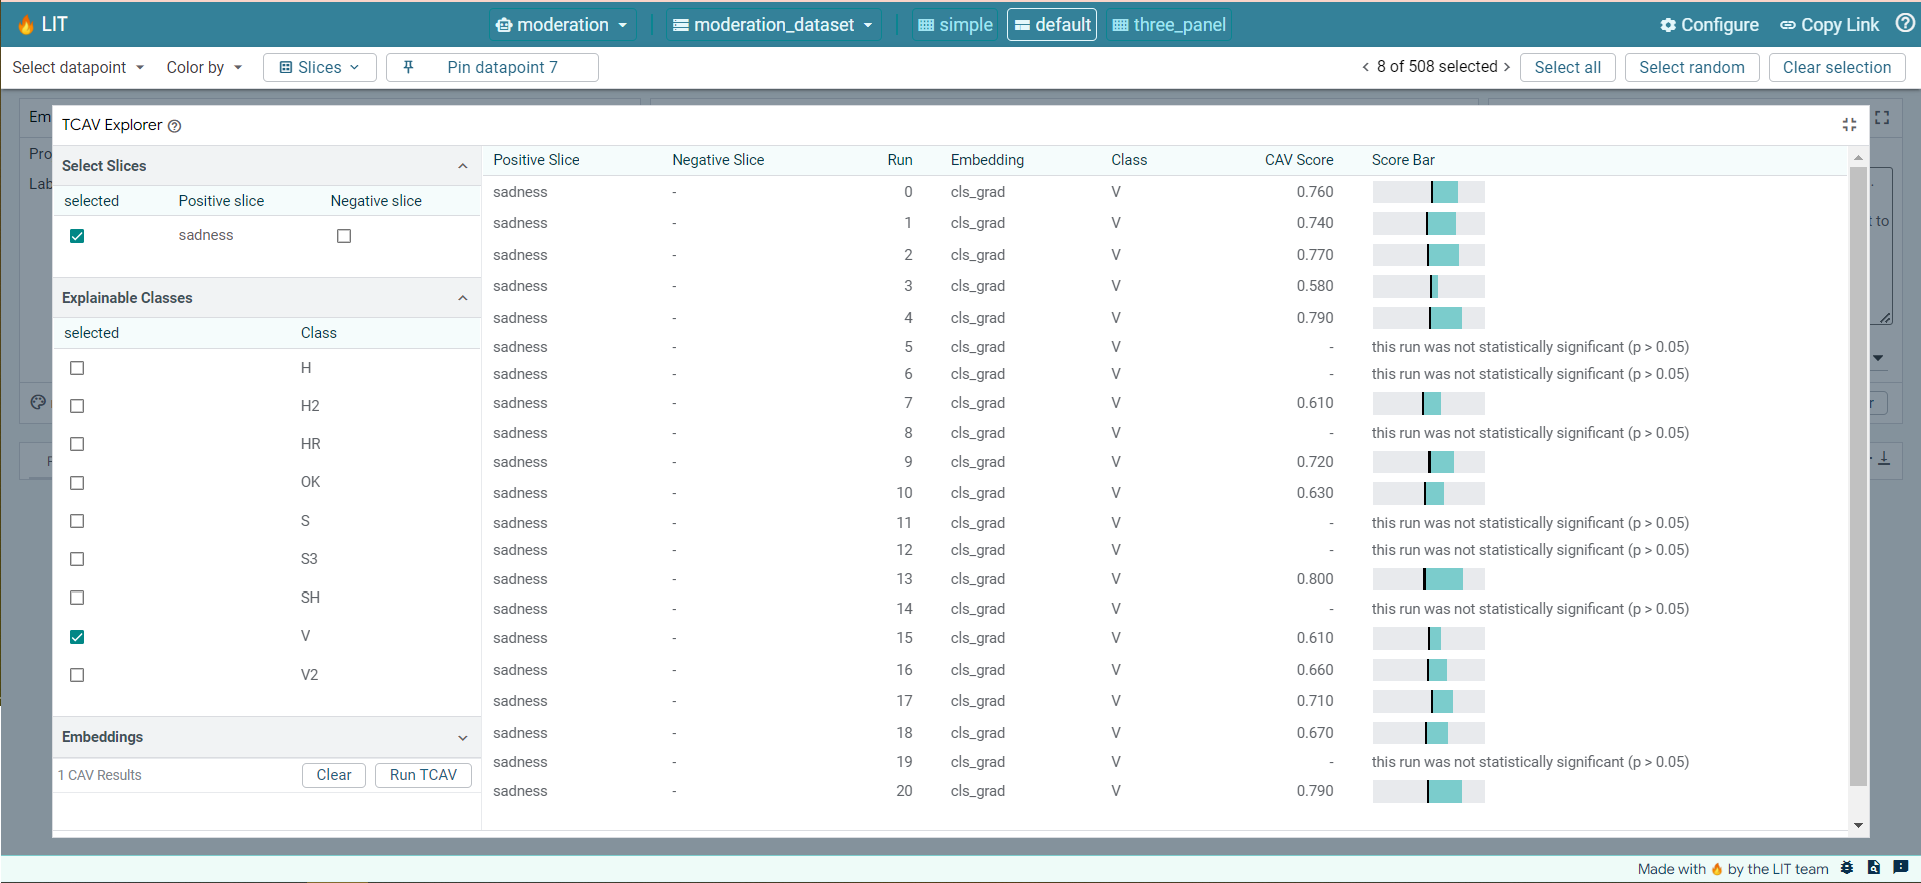 LIT moderation moderation_dataset simple default three_panel Configure Copy Link
Select datapoint Color by Slices Pin datapoint 7 8 of 508 selected Select all Select random Clear selection
Em
Pro
Lab
t to
TCAV Explorer
Select Slices
selected Positive slice Negative slice
sadness
Explainable Classes
selected Class
H
H2
HR
OK
S
S3
SH
V
V2
Embeddings
1 CAV Results Clear Run TCAV
Positive Slice Negative Slice Run Embedding Class CAV Score Score Bar
sadness - 0 cls_grad V 0.760
sadness - 1 cls_grad V 0.740
sadness - 2 cls_grad V 0.770
sadness - 3 cls_grad V 0.580
sadness - 4 cls_grad V 0.790
sadness - 5 cls_grad V - this run was not statistically significant (p > 0.05)
sadness - 6 cls_grad V - this run was not statistically significant (p > 0.05)
sadness - 7 cls_grad V 0.610
sadness - 8 cls_grad V - this run was not statistically significant (p > 0.05)
sadness - 9 cls_grad V 0.720
sadness - 10 cls_grad V 0.630
sadness - 11 cls_grad V - this run was not statistically significant (p > 0.05)
sadness - 12 cls_grad V - this run was not statistically significant (p > 0.05)
sadness - 13 cls_grad V 0.800
sadness - 14 cls_grad V - this run was not statistically significant (p > 0.05)
sadness - 15 cls_grad V 0.610
sadness - 16 cls_grad V 0.660
sadness - 17 cls_grad V 0.710
sadness - 18 cls_grad V 0.670
sadness - 19 cls_grad V - this run was not statistically significant (p > 0.05)
sadness - 20 cls_grad V 0.790
Made with 🔥 by the LIT team